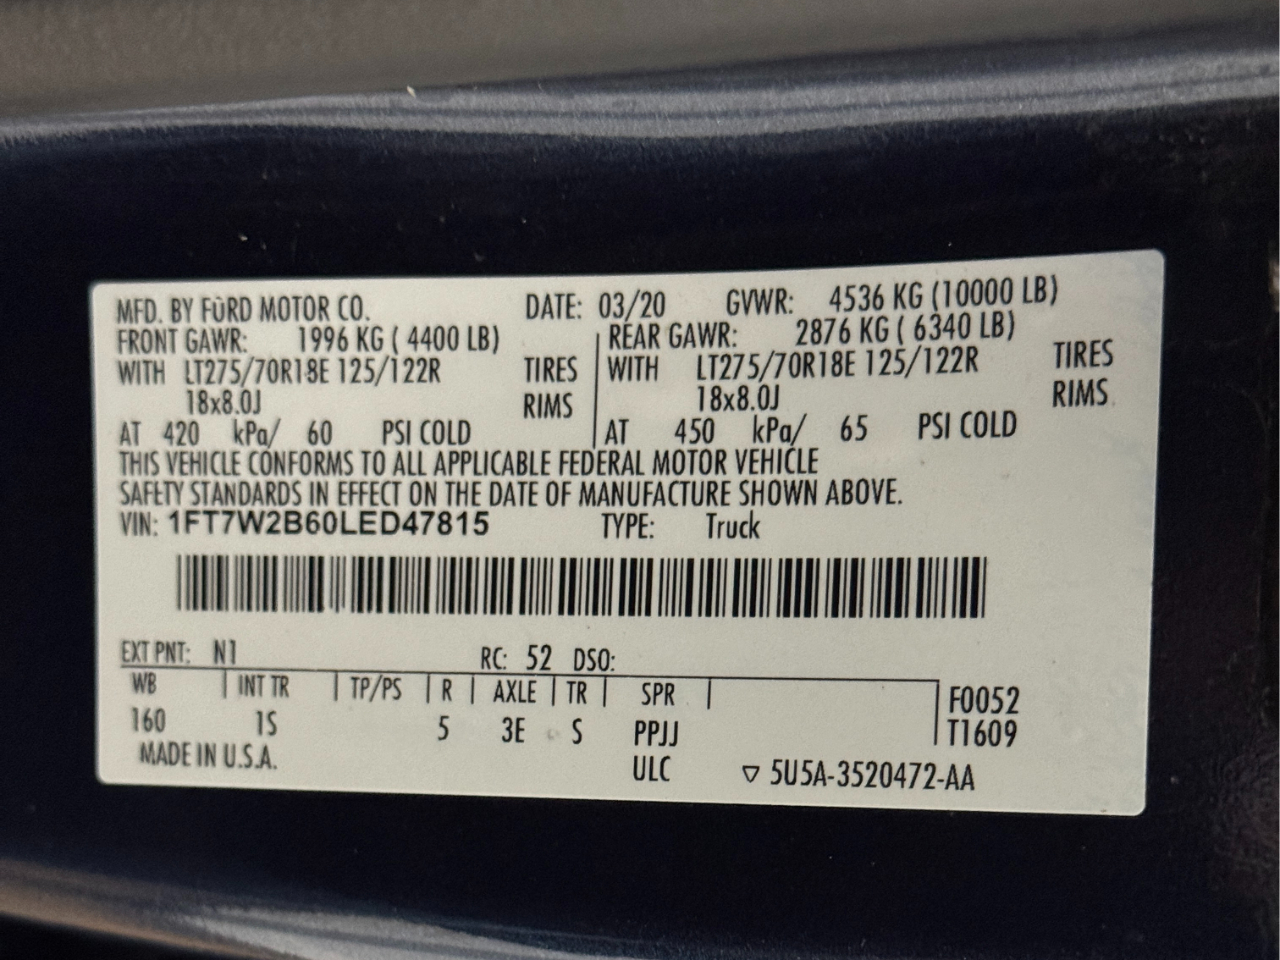 MFD. BY FORD MOTOR CO. DATE: 03/20 GVWR: 4536 KG (10000 LB)
FRONT GAWR: 1996 KG ( 4400 LB) REAR GAWR: 2876 KG ( 6340 LB)
WITH LT275/70R18E 125/122R TIRES WITH LT275/70R18E 125/122R TIRES
18x8.0J RIMS 18x8.0J RIMS
AT 420 kPa/ 60 PSI COLD AT 450 kPa/ 65 PSI COLD
THIS VEHICLE CONFORMS TO ALL APPLICABLE FEDERAL MOTOR VEHICLE
SAFETY STANDARDS IN EFFECT ON THE DATE OF MANUFACTURE SHOWN ABOVE.
VIN: 1FT7W2B60LED47815 TYPE: Truck
EXT PNT: N1 RC: 52 DSO:
WB INT TR TP/PS R AXLE TR SPR F0052
160 1S 5 3E S PPJJ T1609
MADE IN U.S.A. ULC ▽ 5U5A-3520472-AA